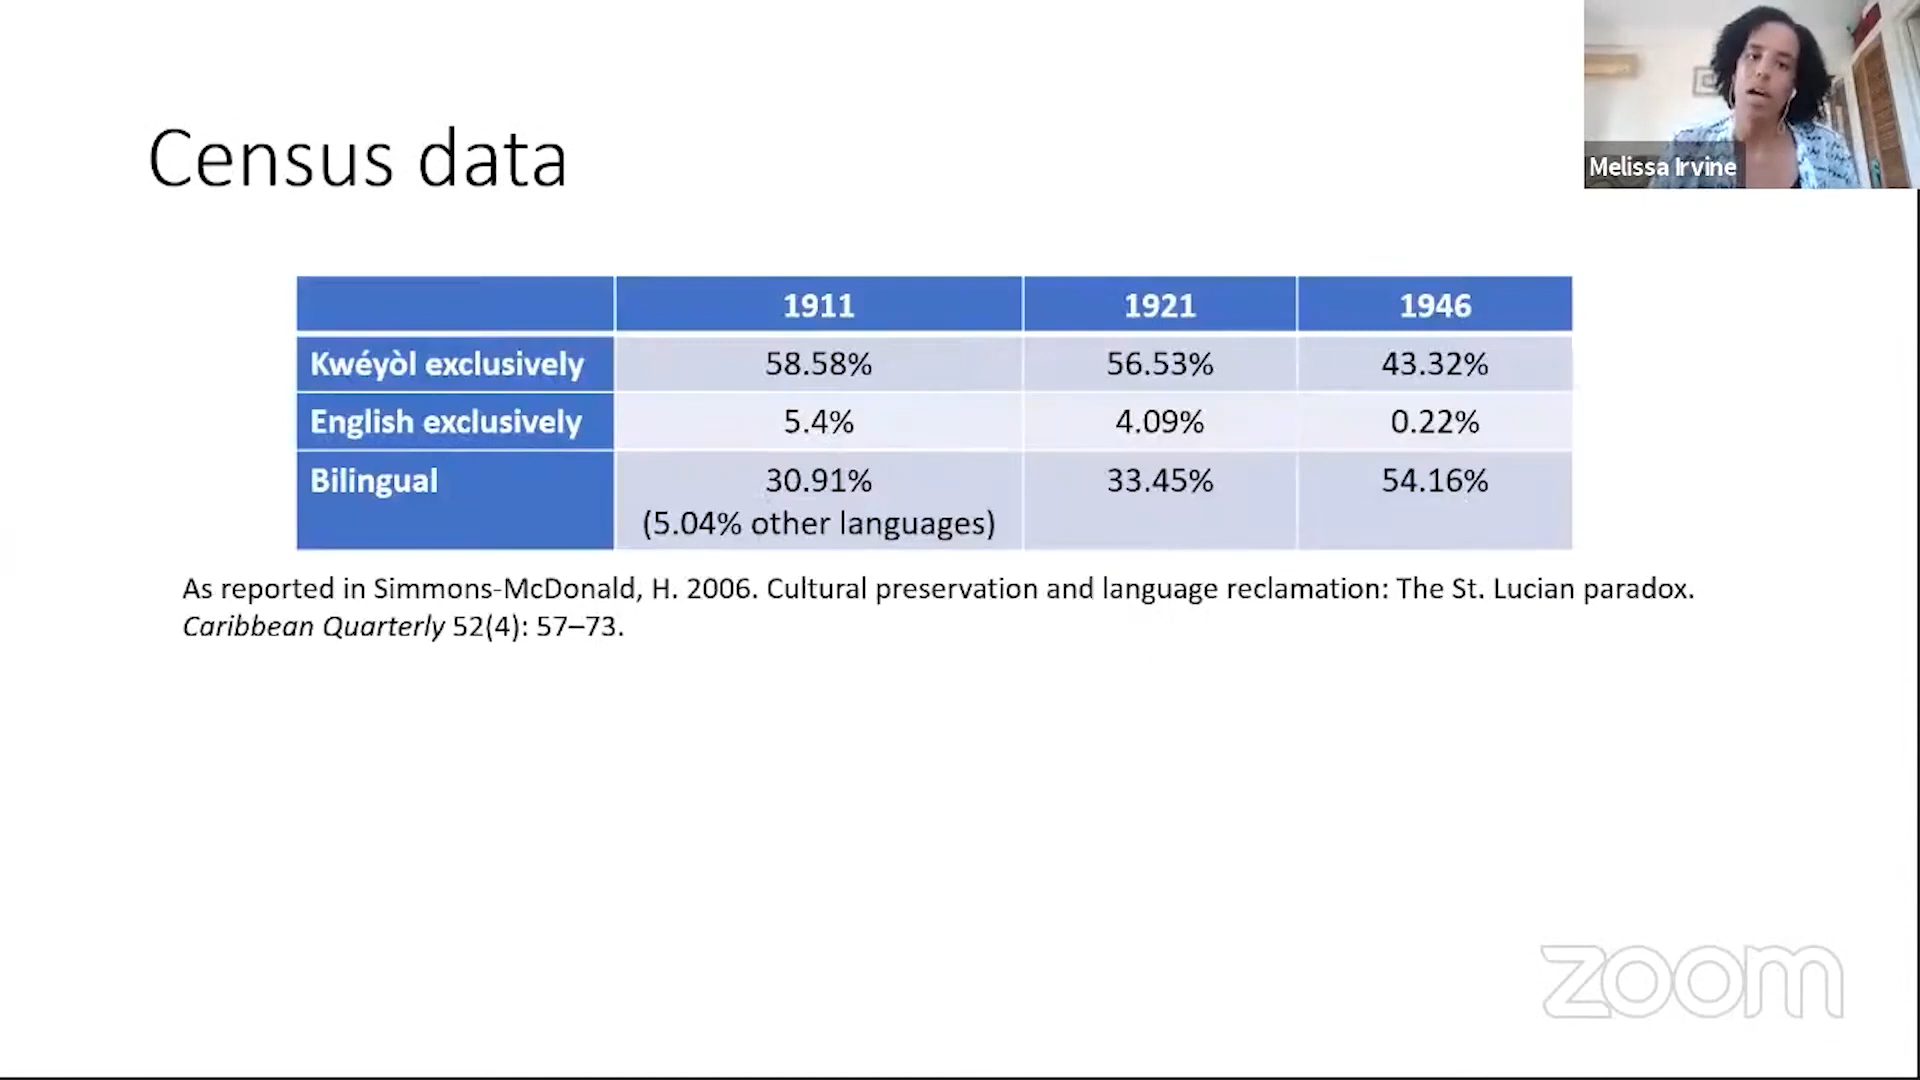 Melissa Irvine
Census data
1911 1921 1946
Kwéyòl exclusively 58.58% 56.53% 43.32%
English exclusively 5.4% 4.09% 0.22%
Bilingual 30.91% 33.45% 54.16%
(5.04% other languages)
As reported in Simmons-McDonald, H. 2006. Cultural preservation and language reclamation: The St. Lucian paradox.
Caribbean Quarterly 52(4): 57–73.
zoom